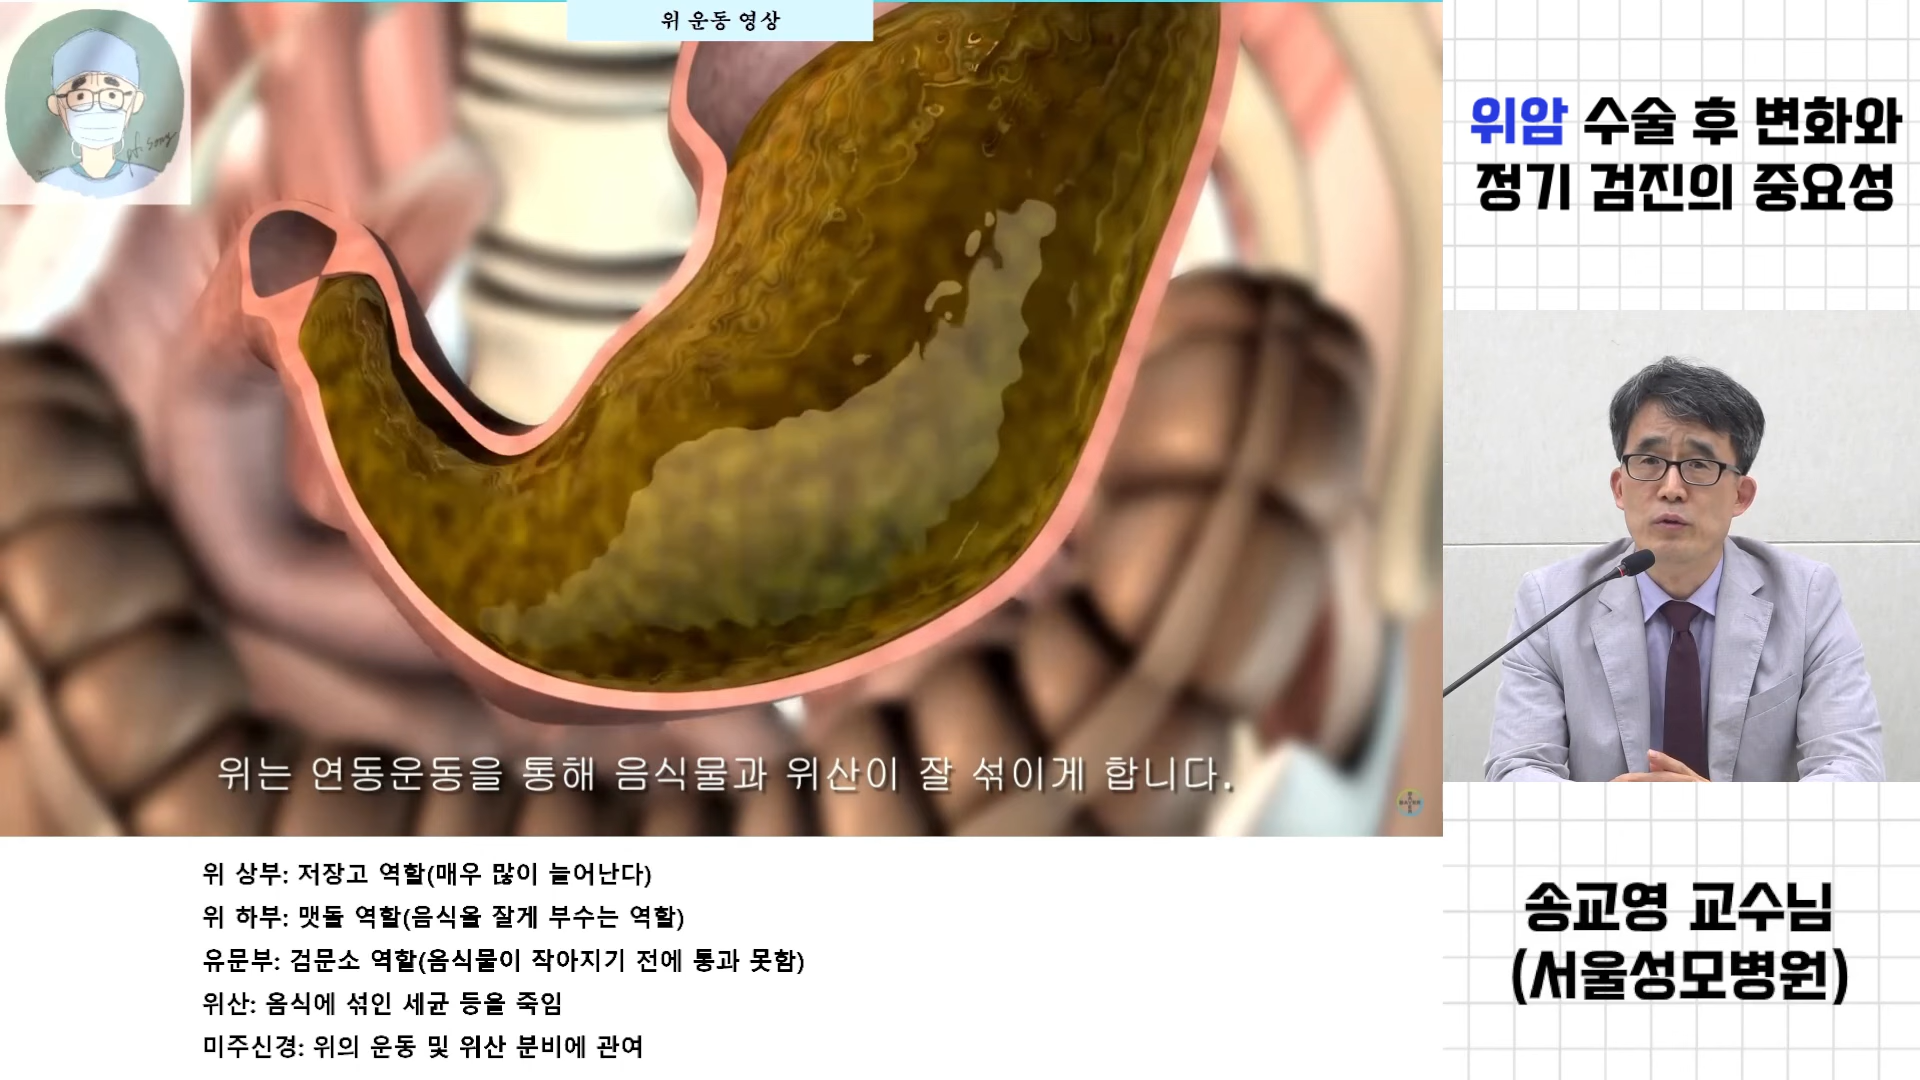 위 운동 영상
pf. Song
위암 수술 후 변화와
정기 검진의 중요성
위는 연동운동을 통해 음식물과 위산이 잘 섞이게 합니다.
위 상부: 저장고 역할(매우 많이 늘어난다)
위 하부: 맷돌 역할(음식을 잘게 부수는 역할)
유문부: 검문소 역할(음식물이 작아지기 전에 통과 못함)
위산: 음식에 섞인 세균 등을 죽임
미주신경: 위의 운동 및 위산 분비에 관여
송교영 교수님
(서울성모병원)